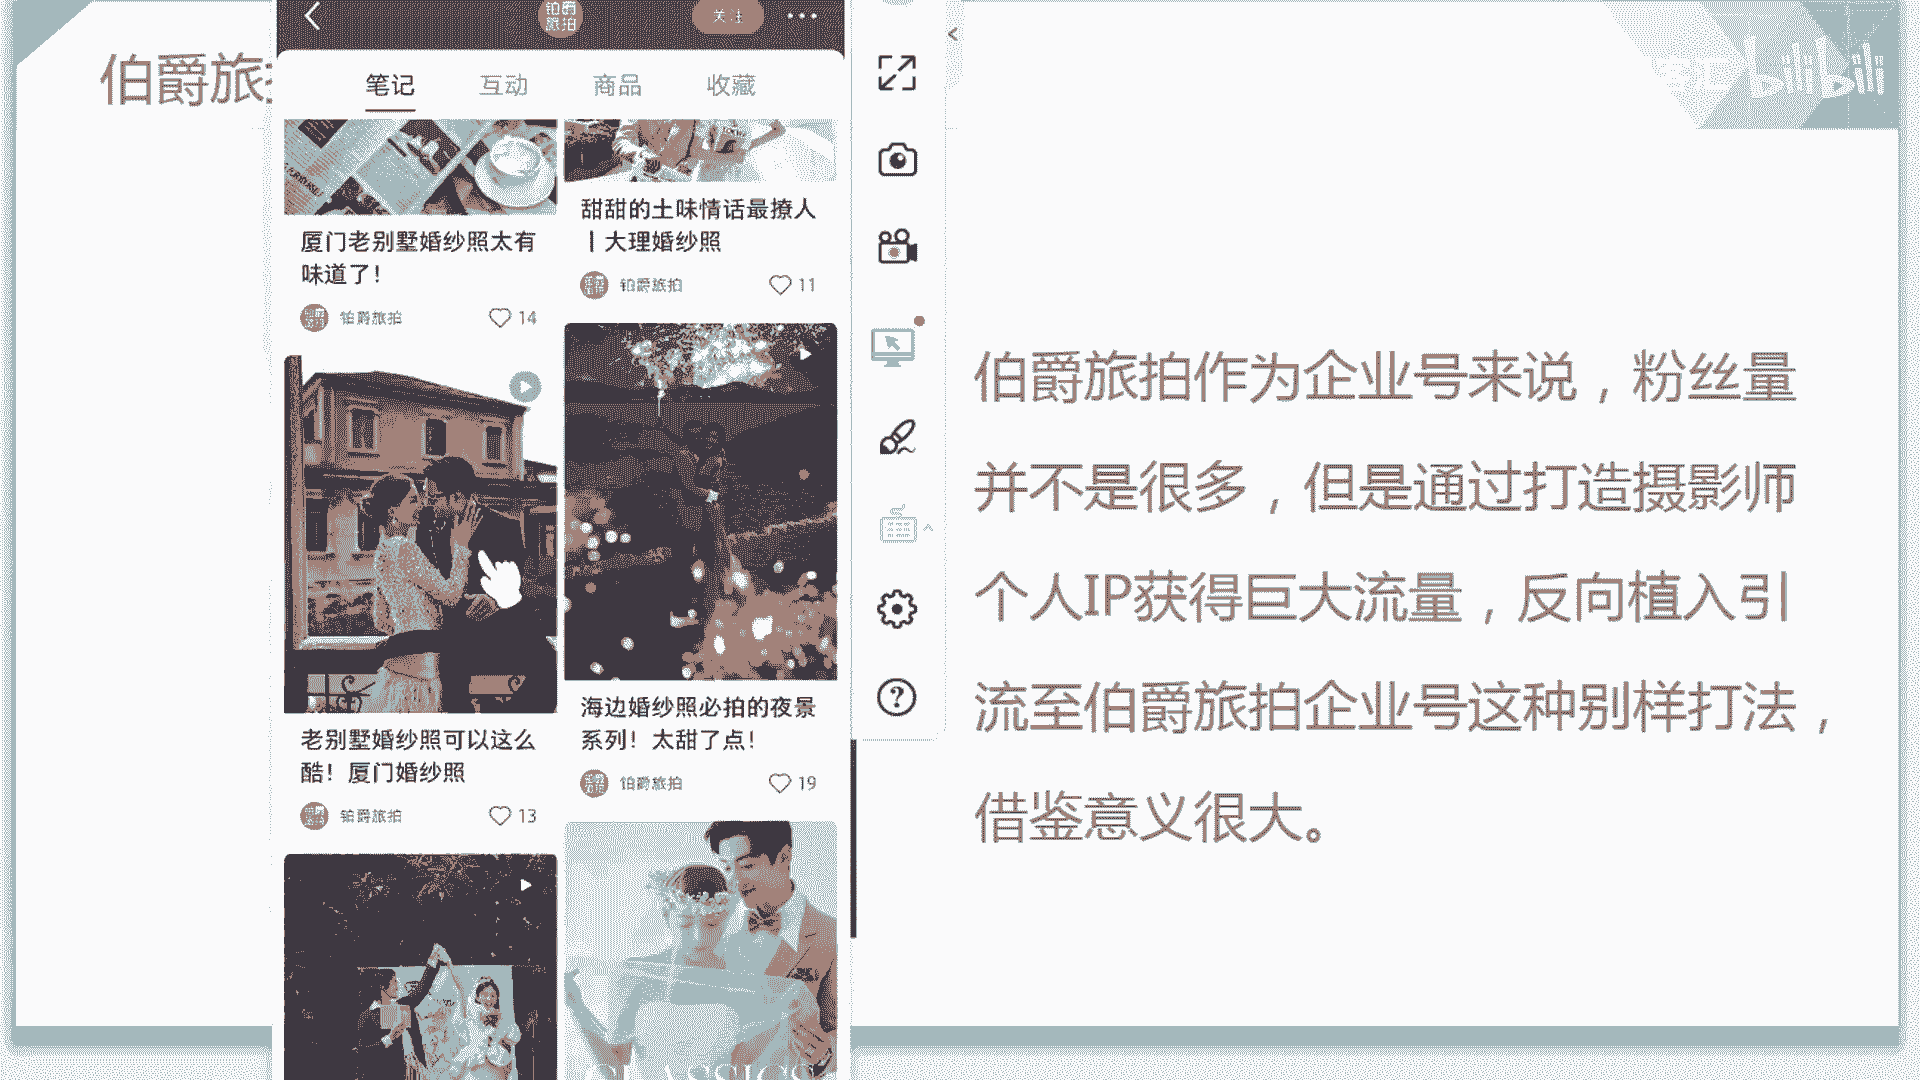 伯爵旅
铂爵
旅拍
关注
笔记
互动
商品
收藏
厦门老别墅婚纱照太有
味道了！
铂爵旅拍
14
甜甜的土味情话最撩人
丨大理婚纱照
铂爵旅拍
11
老别墅婚纱照可以这么
酷！厦门婚纱照
铂爵旅拍
13
海边婚纱照必拍的夜景
系列！太甜了点！
铂爵旅拍
19
伯爵旅拍作为企业号来说，粉丝量
并不是很多，但是通过打造摄影师
个人IP获得巨大流量，反向植入引
流至伯爵旅拍企业号这种别样打法，
借鉴意义很大。
bilibili